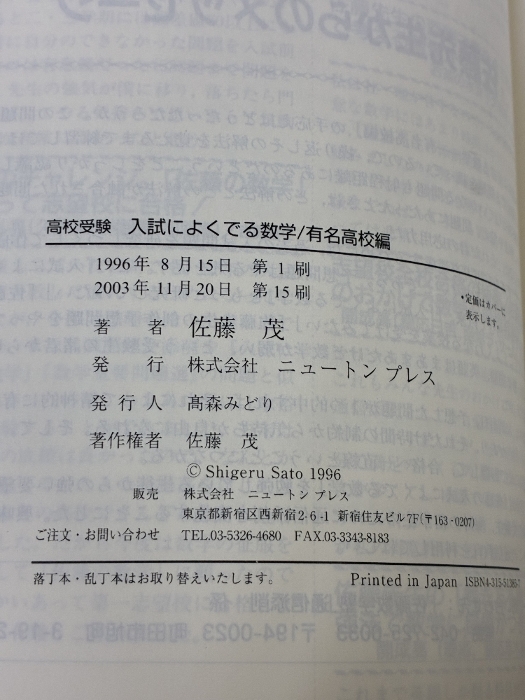 高校受験 入試によくでる数学/有名高校編
1996年 8月15日 第 1 刷
2003年 11月20日 第15刷
・定価はカバーに
表示します。
著 者 佐藤 茂
発 行 株式会社 ニュートン プレス
発 行 人 髙森みどり
著作権者 佐藤 茂
© Shigeru Sato 1996
販売 株式会社 ニュートン プレス
東京都新宿区西新宿2-6-1 新宿住友ビル7F(〒163-0207)
ご注文・お問い合わせ TEL.03-5326-4680 FAX.03-3343-8183
落丁本・乱丁本はお取り替えいたします。 Printed in Japan